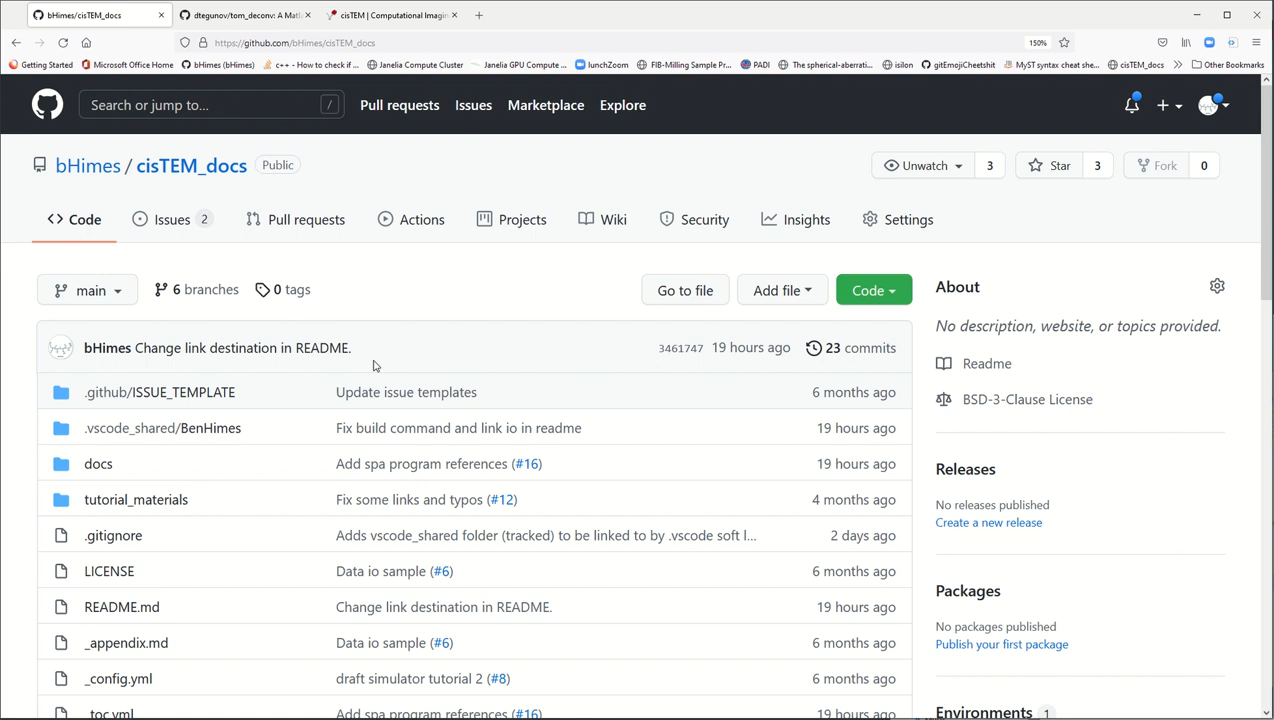 bHimes/cisTEM_docs
dtegunov/tom_deconv: A Matl
cisTEM | Computational Imagin
https://github.com/bHimes/cisTEM_docs
150%
Getting Started
Microsoft Office Home
bHimes (bHimes)
c++ - How to check if ...
Janelia Compute Cluster
Janelia GPU Compute ...
lunchZoom
FIB-Milling Sample Pr...
PADI
The spherical-aberrati...
isilon
gitEmojiCheetshit
MyST syntax cheat she...
cisTEM_docs
Other Bookmarks
Search or jump to...
/
Pull requests
Issues
Marketplace
Explore
bHimes / cisTEM_docs
Public
Unwatch
3
Star
3
Fork
0
Code
Issues 2
Pull requests
Actions
Projects
Wiki
Security
Insights
Settings
main
6 branches
0 tags
Go to file
Add file
Code
bHimes Change link destination in README.
3461747 19 hours ago
23 commits
.github/ISSUE_TEMPLATE
Update issue templates
6 months ago
.vscode_shared/BenHimes
Fix build command and link io in readme
19 hours ago
docs
Add spa program references (#16)
19 hours ago
tutorial_materials
Fix some links and typos (#12)
4 months ago
.gitignore
Adds vscode_shared folder (tracked) to be linked to by .vscode soft l...
2 days ago
LICENSE
Data io sample (#6)
6 months ago
README.md
Change link destination in README.
19 hours ago
_appendix.md
Data io sample (#6)
6 months ago
_config.yml
draft simulator tutorial 2 (#8)
6 months ago
_toc.yml
Add spa program references (#16)
19 hours ago
About
No description, website, or topics provided.
Readme
BSD-3-Clause License
Releases
No releases published
Create a new release
Packages
No packages published
Publish your first package
Environments 1